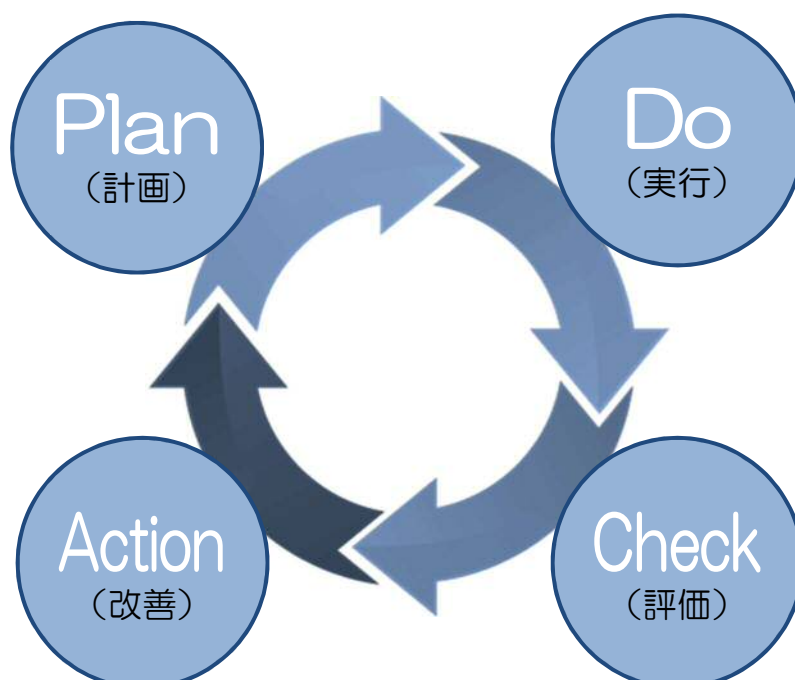 Plan
（計画）
Do
（実行）
Action
（改善）
Check
（評価）